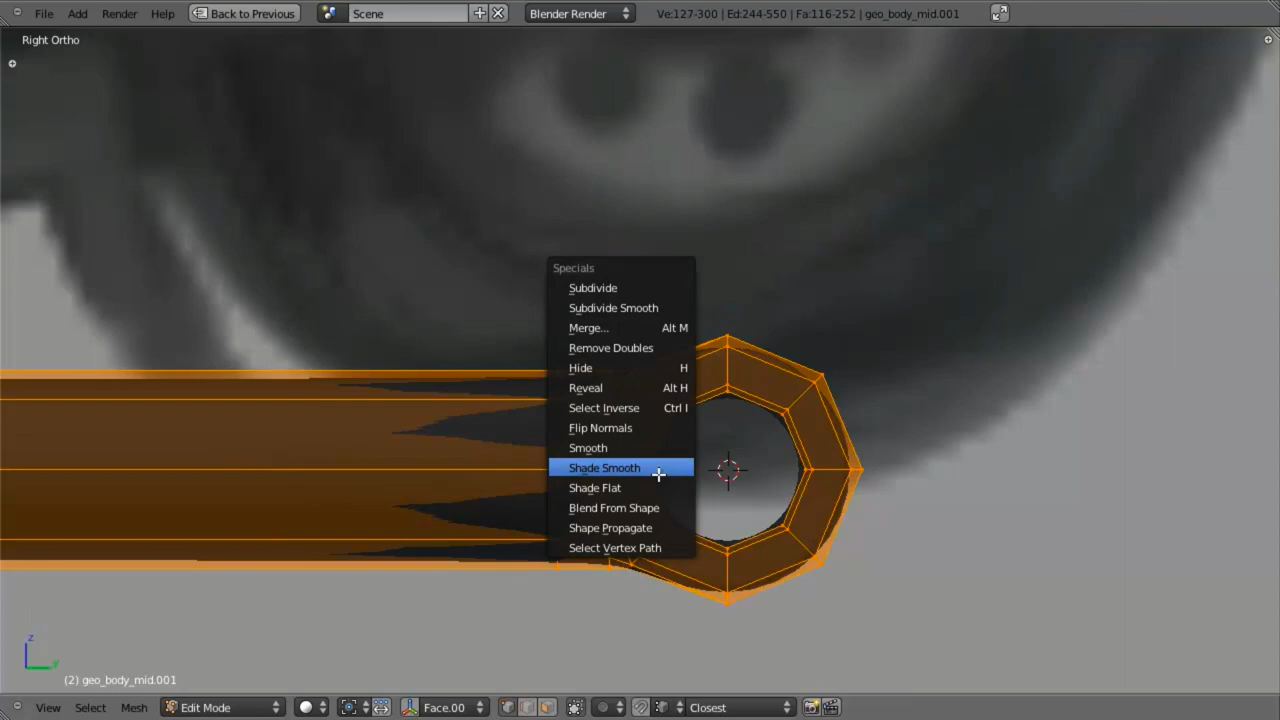 File Add Render Help Back to Previous Scene Blender Render Ve:127-300 | Ed:244-550 | Fa:116-252 | geo_body_mid.001
Right Ortho
Specials
Subdivide
Subdivide Smooth
Merge... Alt M
Remove Doubles
Hide H
Reveal Alt H
Select Inverse Ctrl I
Flip Normals
Smooth
Shade Smooth
Shade Flat
Blend From Shape
Shape Propagate
Select Vertex Path
z
y
(2) geo_body_mid.001
View Select Mesh Edit Mode Face.00 Closest